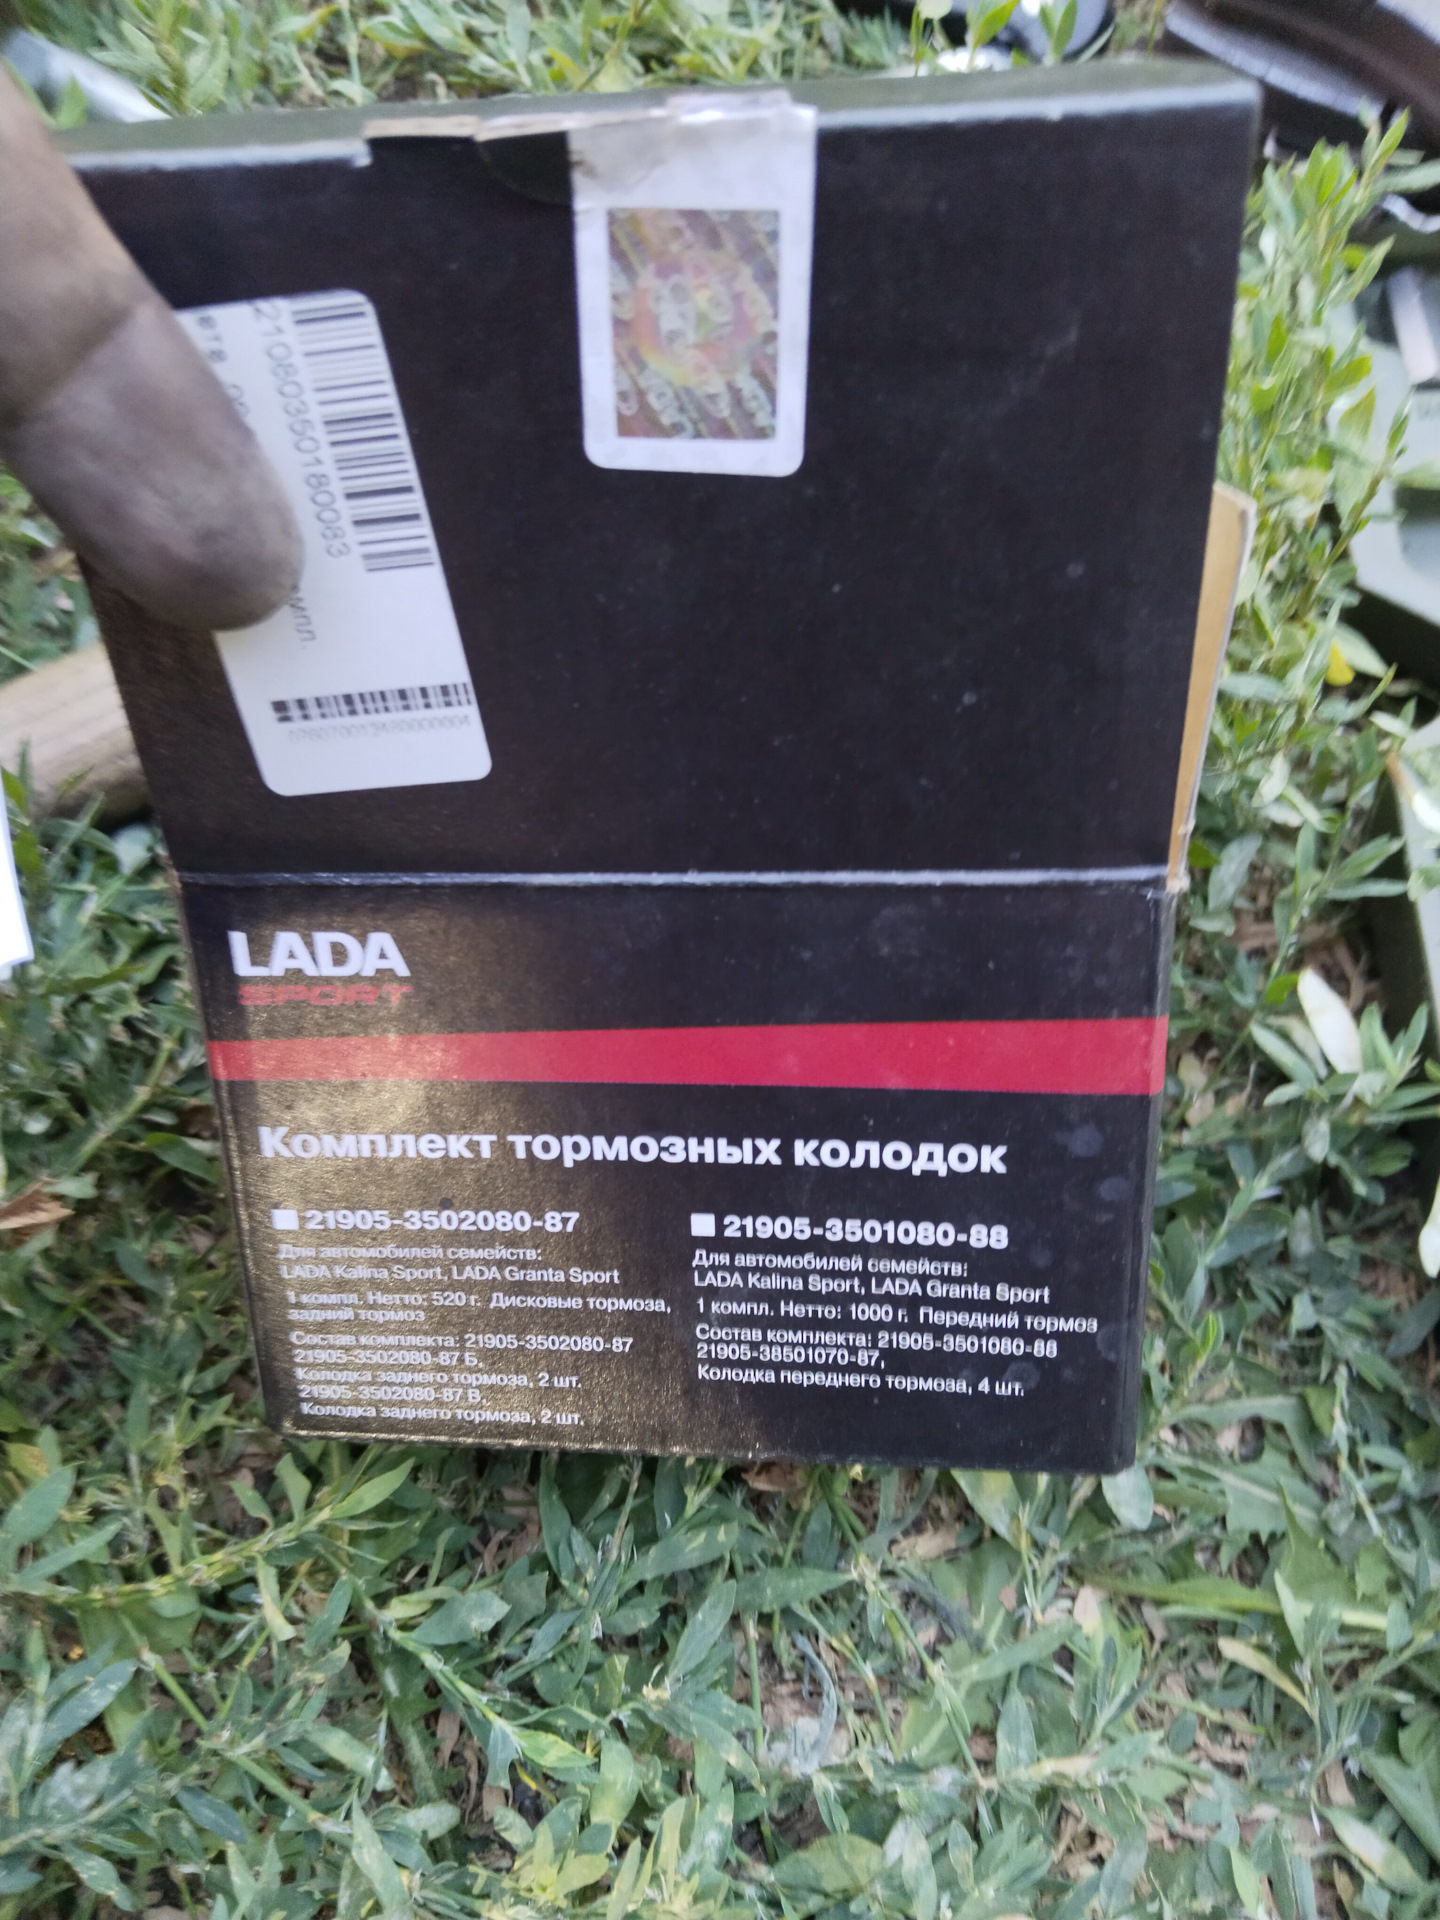 21080350180083
мпл.
LADA
SPORT
Комплект тормозных колодок
21905-3502080-87
Для автомобилей семейств:
LADA Kalina Sport, LADA Granta Sport
1 компл. Нетто: 520 г. Дисковые тормоза,
задний тормоз
Состав комплекта: 21905-3502080-87
21905-3502080-87 Б,
Колодка заднего тормоза, 2 шт.
21905-3502080-87 В,
Колодка заднего тормоза, 2 шт.
21905-3501080-88
Для автомобилей семейств:
LADA Kalina Sport, LADA Granta Sport
1 компл. Нетто: 1000 г. Передний тормоз
Состав комплекта: 21905-3501080-88
21905-38501070-87,
Колодка переднего тормоза, 4 шт.